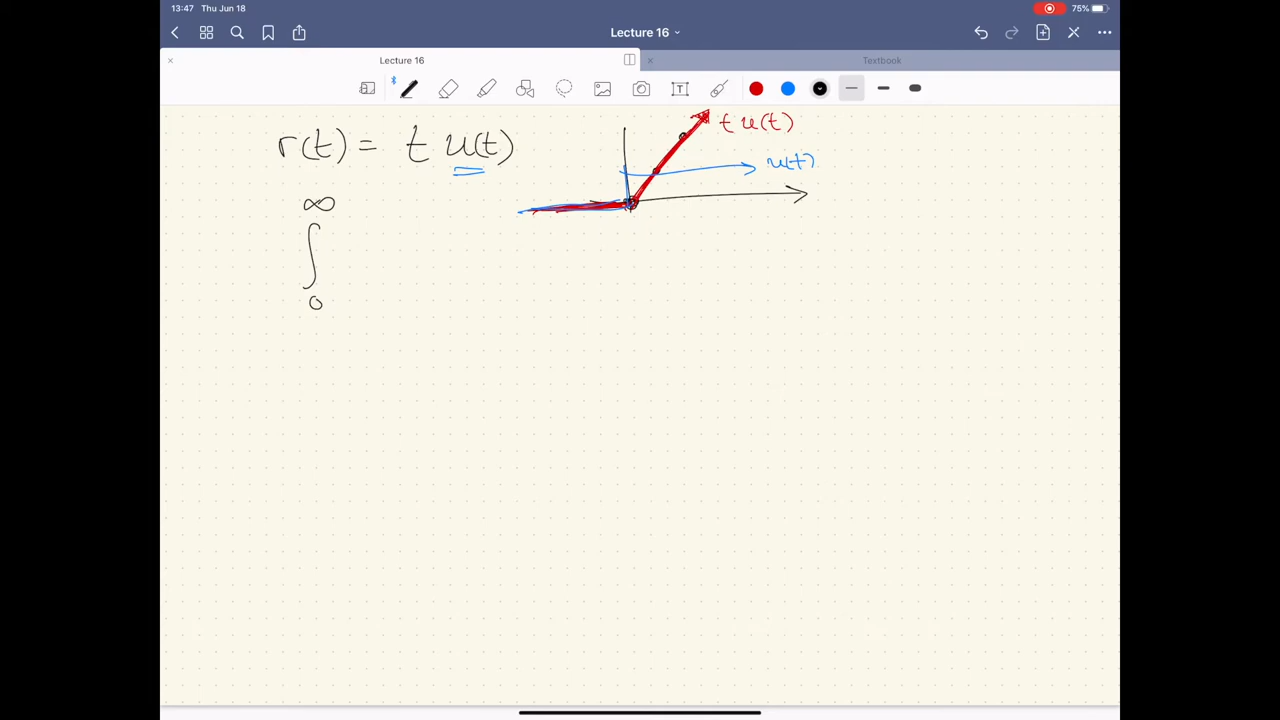 13:47 Thu Jun 18
75%
Lecture 16
Lecture 16
Textbook
r(t) = t u(t)
t u(t)
u(t)
∞
∫
0